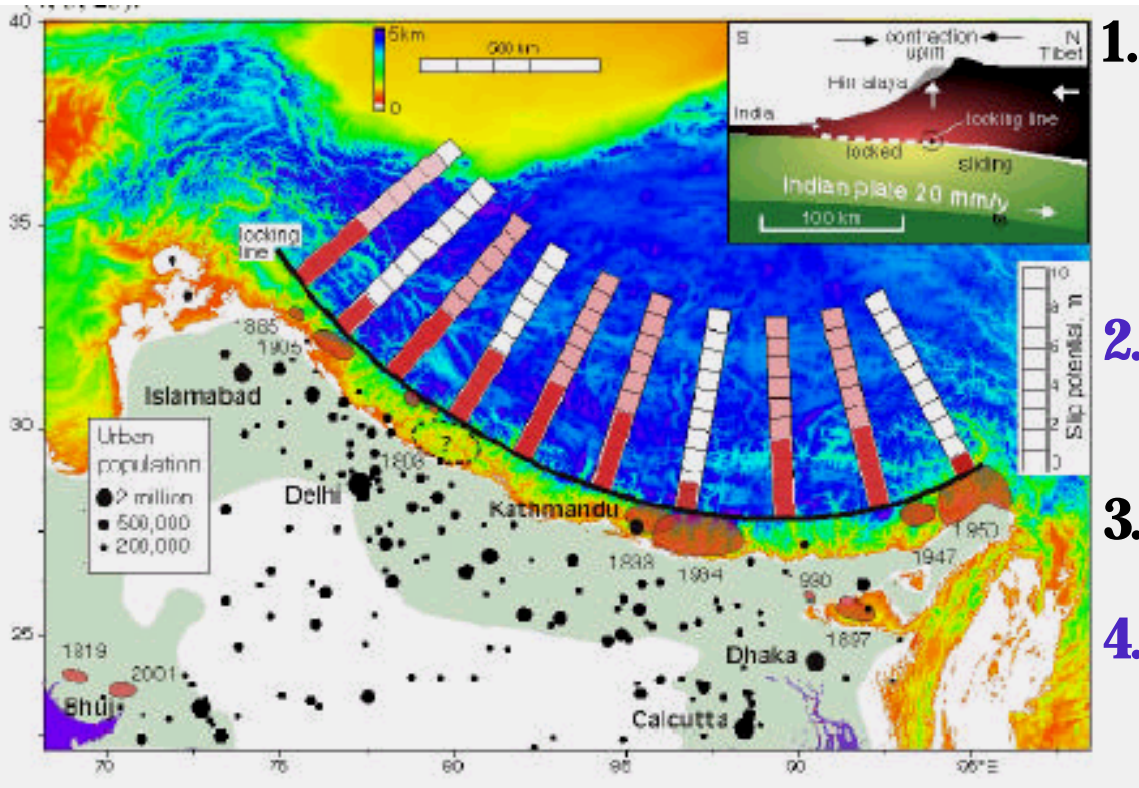 40
35
30
25
5km
0
500 km
S
contraction
N
uplift
Tibet
Himalaya
India
locking line
locked
sliding
Indian plate 20 mm/y
100 km
1.
2.
3.
4.
locking
line
10
8
6
4
2
0
Slip potential, m
1885
1905
Islamabad
?
1803
Urban
population
2 million
500,000
200,000
Delhi
Kathmandu
1833
1934
1947
1950
1897
Dhaka
1819
2001
Bhuj
Calcutta
70
75
80
85
90
95°E